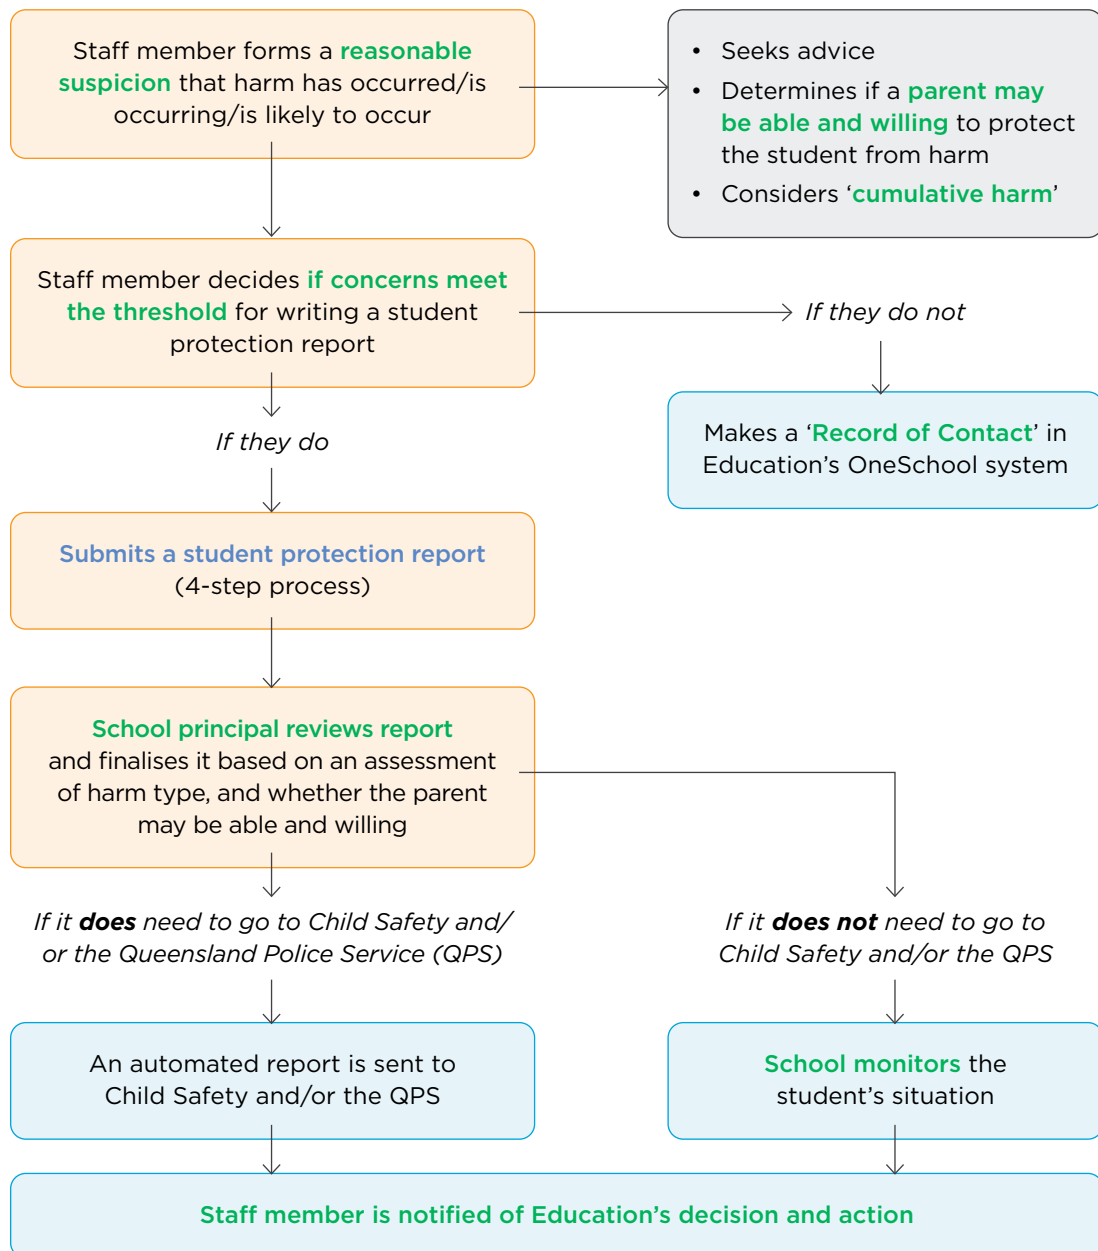 Staff member forms a reasonable
suspicion that harm has occurred/is
occurring/is likely to occur
• Seeks advice
• Determines if a parent may
be able and willing to protect
the student from harm
• Considers ‘cumulative harm’
Staff member decides if concerns meet
the threshold for writing a student
protection report
If they do not
Makes a ‘Record of Contact’ in
Education’s OneSchool system
If they do
Submits a student protection report
(4-step process)
School principal reviews report
and finalises it based on an assessment
of harm type, and whether the parent
may be able and willing
If it does need to go to Child Safety and/
or the Queensland Police Service (QPS)
If it does not need to go to
Child Safety and/or the QPS
An automated report is sent to
Child Safety and/or the QPS
School monitors the
student’s situation
Staff member is notified of Education’s decision and action